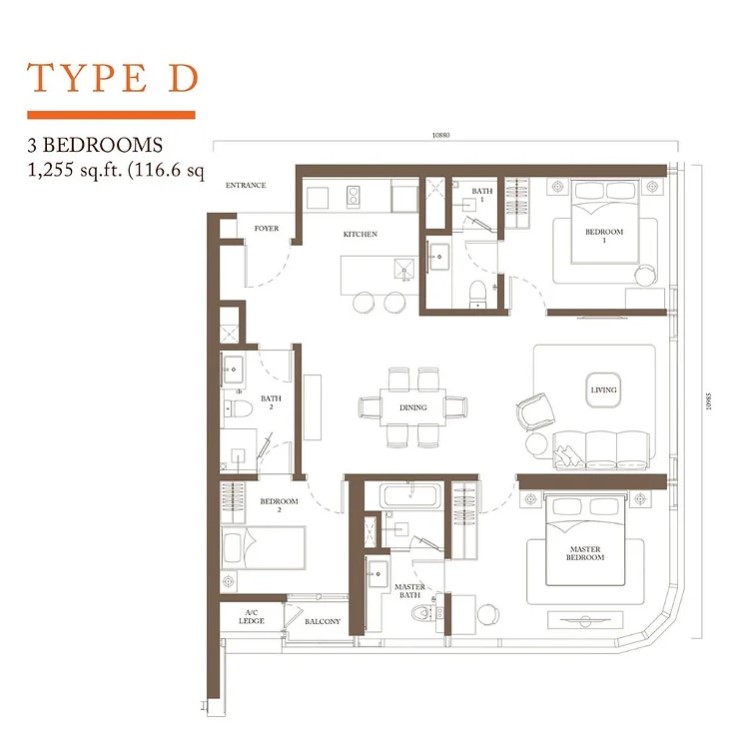 TYPE D
3 BEDROOMS
1,255 sq.ft. (116.6 sq
10880
ENTRANCE
FOYER
KITCHEN
BATH
1
BEDROOM
1
BATH
2
DINING
LIVING
10985
BEDROOM
2
MASTER
BEDROOM
MASTER
BATH
A/C
LEDGE
BALCONY